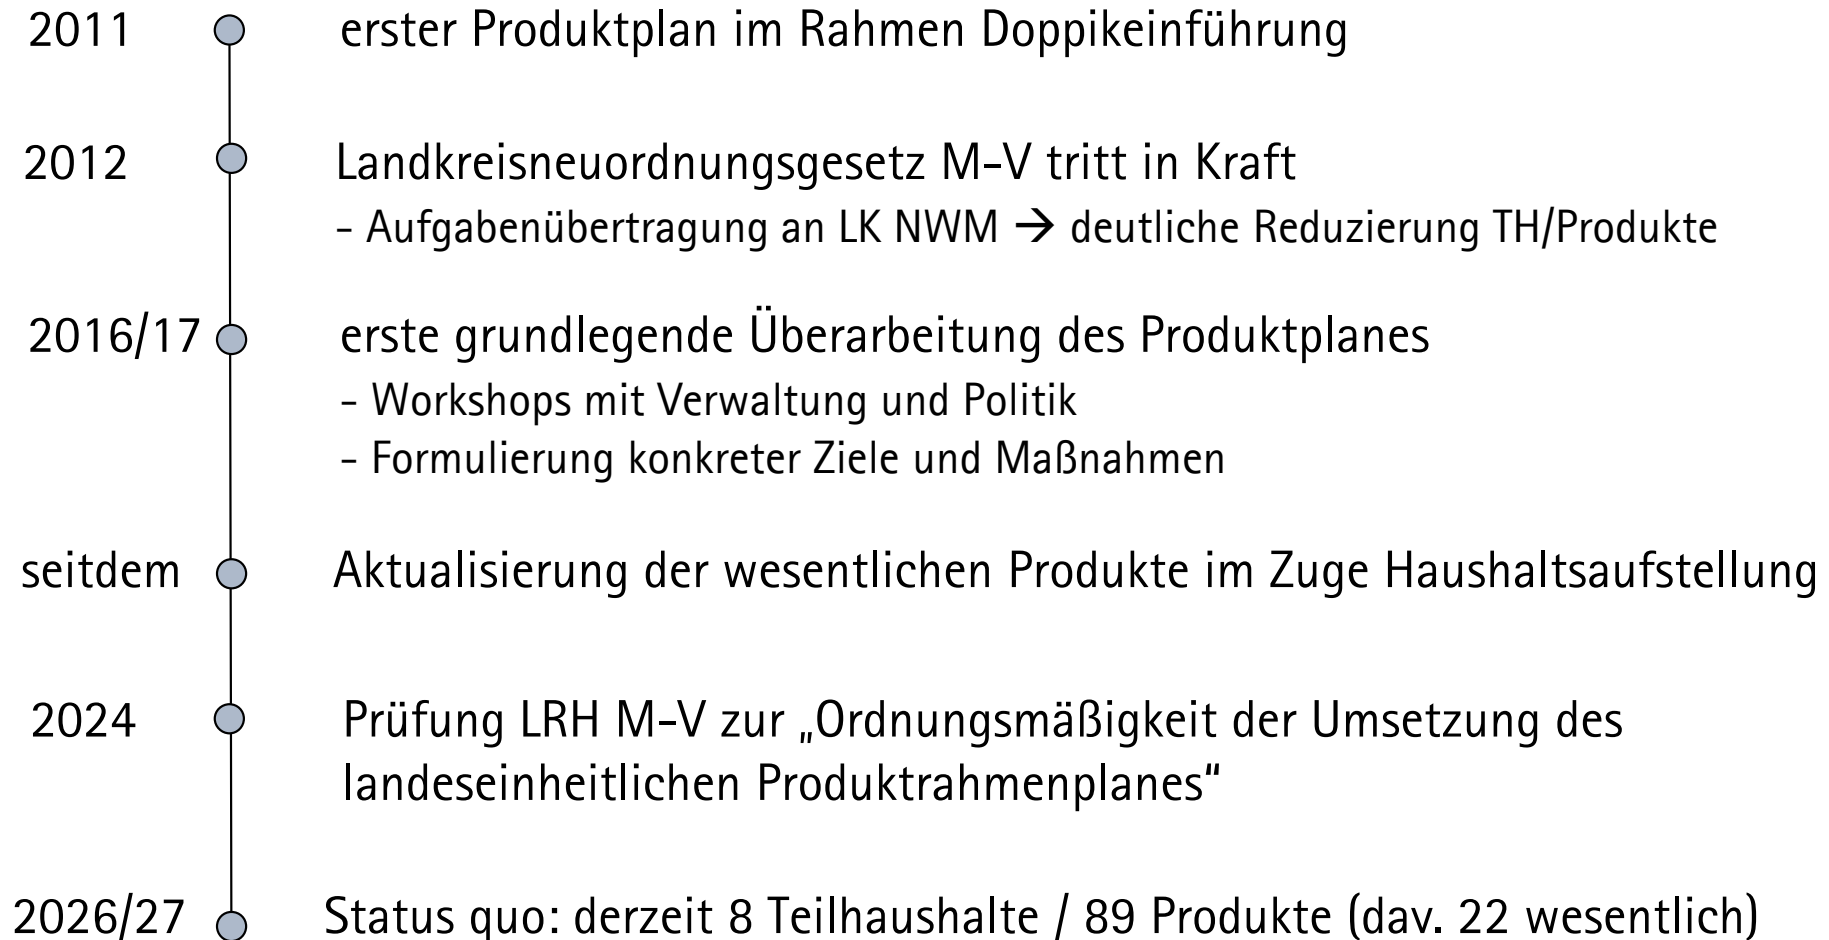 2011 erster Produktplan im Rahmen Doppikeinführung
2012 Landkreisneuordnungsgesetz M-V tritt in Kraft
- Aufgabenübertragung an LK NWM → deutliche Reduzierung TH/Produkte
2016/17 erste grundlegende Überarbeitung des Produktplanes
- Workshops mit Verwaltung und Politik
- Formulierung konkreter Ziele und Maßnahmen
seitdem Aktualisierung der wesentlichen Produkte im Zuge Haushaltsaufstellung
2024 Prüfung LRH M-V zur „Ordnungsmäßigkeit der Umsetzung des
landeseinheitlichen Produktrahmenplanes“
2026/27 Status quo: derzeit 8 Teilhaushalte / 89 Produkte (dav. 22 wesentlich)